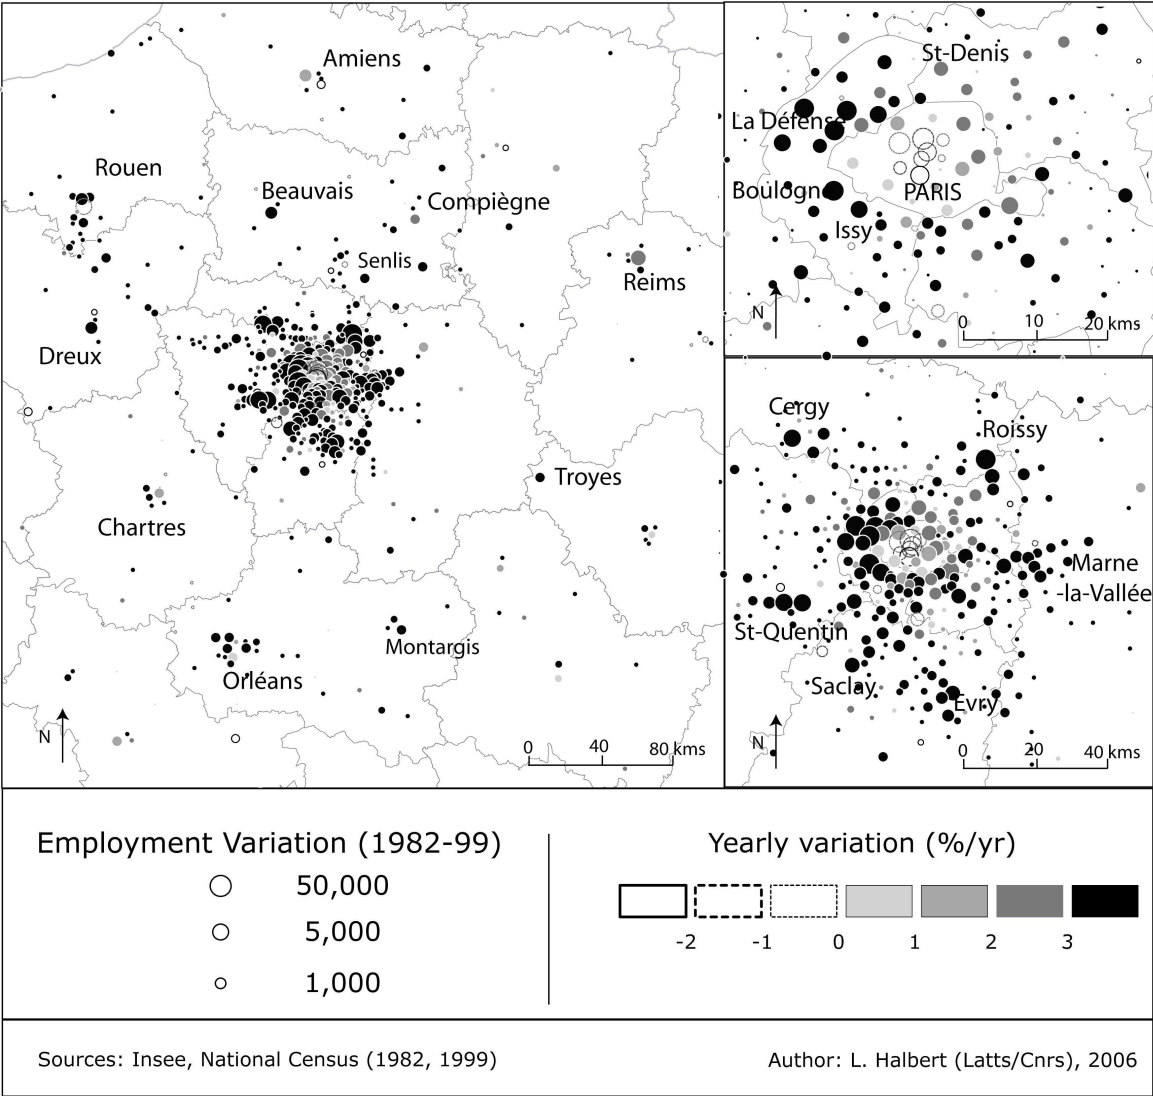 Amiens
Rouen
Beauvais
Compiègne
Senlis
Reims
Dreux
Troyes
Chartres
Montargis
Orléans
N
0 40 80 kms
St-Denis
La Défense
Boulogne
PARIS
Issy
N
0 10 20 kms
Cergy
Roissy
Marne
-la-Vallée
St-Quentin
Saclay
Evry
N
0 20 40 kms
Employment Variation (1982-99)
50,000
5,000
1,000
Yearly variation (%/yr)
-2 -1 0 1 2 3
Sources: Insee, National Census (1982, 1999)
Author: L. Halbert (Latts/Cnrs), 2006